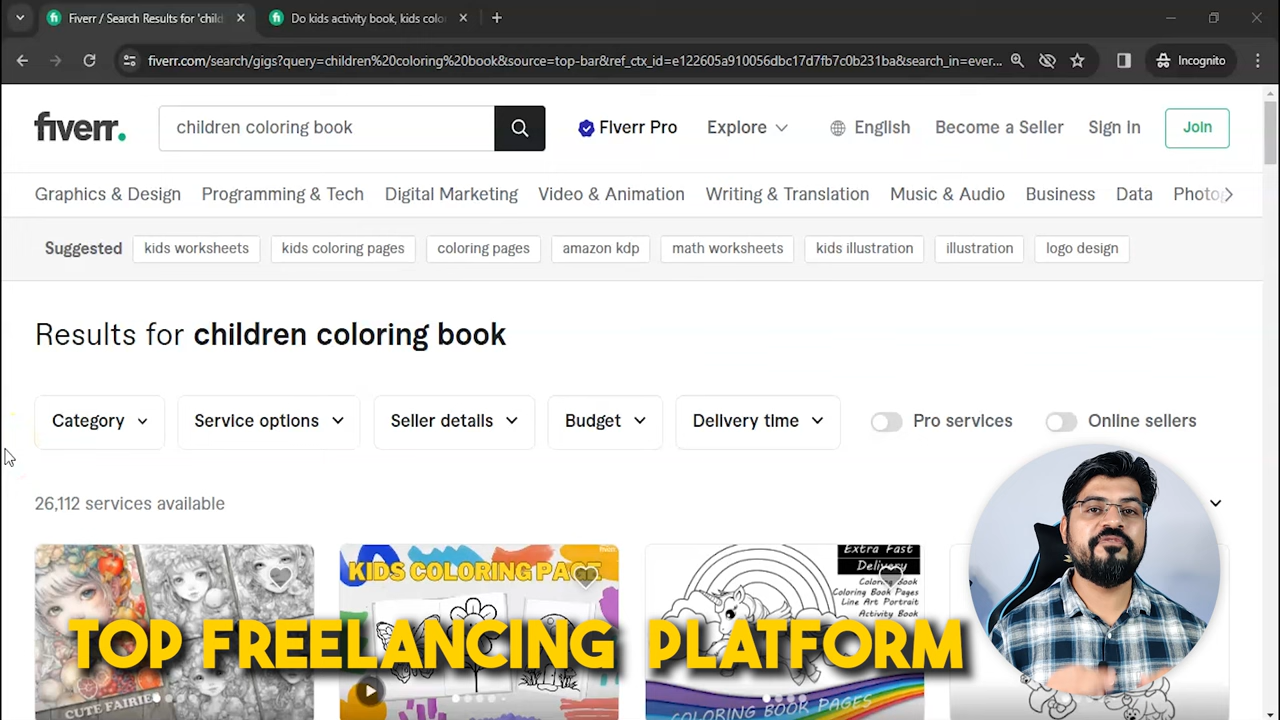 Fiverr / Search Results for 'child
Do kids activity book, kids colo
fiverr.com/search/gigs?query=children%20coloring%20book&source=top-bar&ref_ctx_id=e122605a910056dbc17d7fb7c0b231ba&search_in=ever...
Incognito
fiverr.
children coloring book
Fiverr Pro
Explore
English
Become a Seller
Sign In
Join
Graphics & Design
Programming & Tech
Digital Marketing
Video & Animation
Writing & Translation
Music & Audio
Business
Data
Photog
Suggested
kids worksheets
kids coloring pages
coloring pages
amazon kdp
math worksheets
kids illustration
illustration
logo design
Results for children coloring book
Category
Service options
Seller details
Budget
Delivery time
Pro services
Online sellers
26,112 services available
KIDS COLORING PAGE
Extra Fast
Delivery
Coloring Book
Coloring Book Pages
Line Art Portrait
Activity Book
TOP FREELANCING PLATFORM
CUTE FAIRIE
COLORING BOOK PAGES